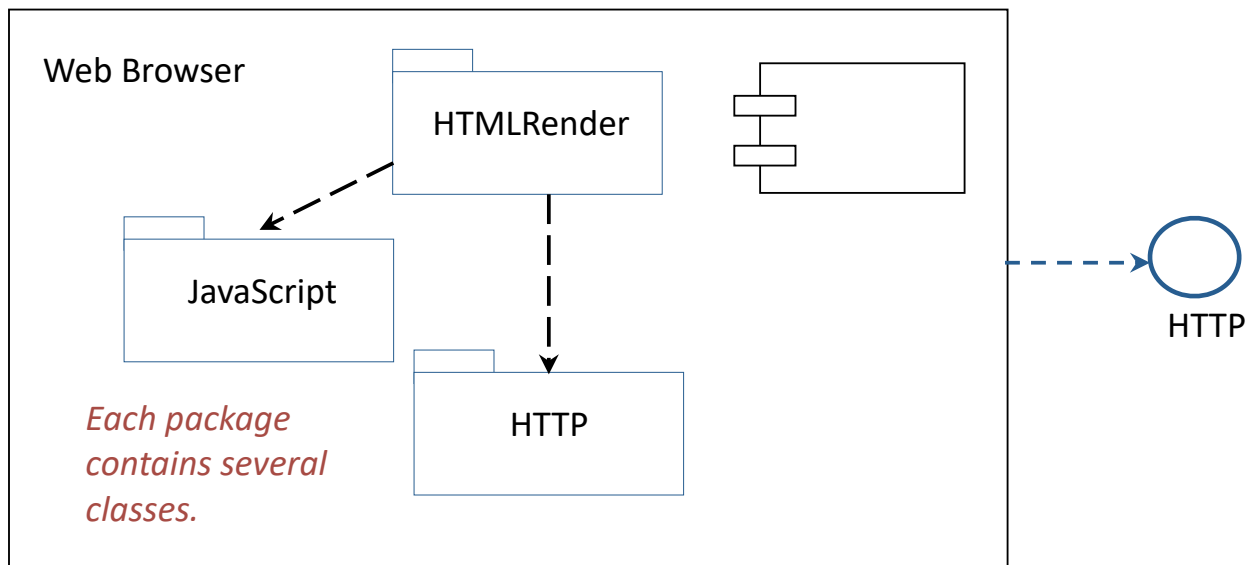 Web Browser
HTMLRender
JavaScript
HTTP
HTTP
Each package
contains several
classes.